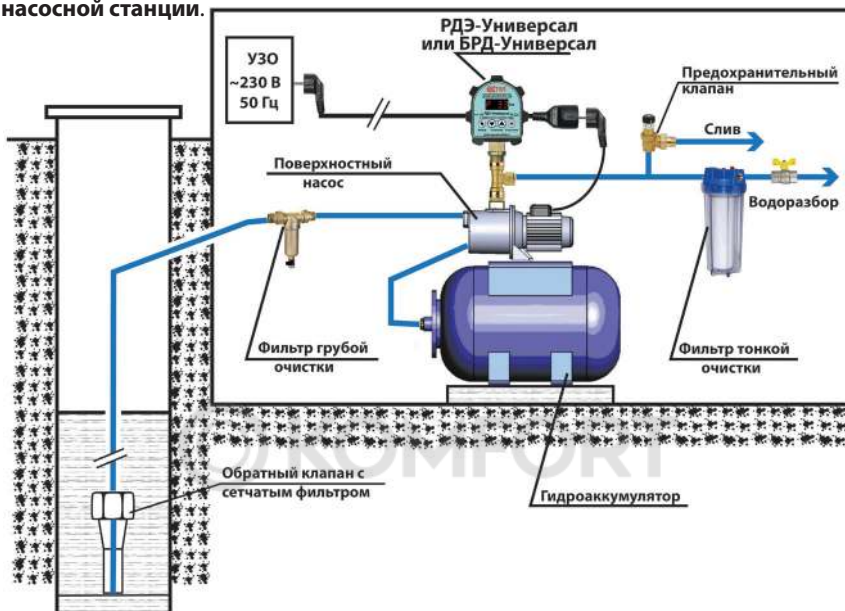 насосной станции.
РДЭ-Универсал
или БРД-Универсал
УЗО
~230 В
50 Гц
Предохранительный
клапан
Слив
Поверхностный
насос
Водоразбор
Фильтр грубой
очистки
Фильтр тонкой
очистки
KOMFORT
Обратный клапан с
сетчатым фильтром
Гидроаккумулятор